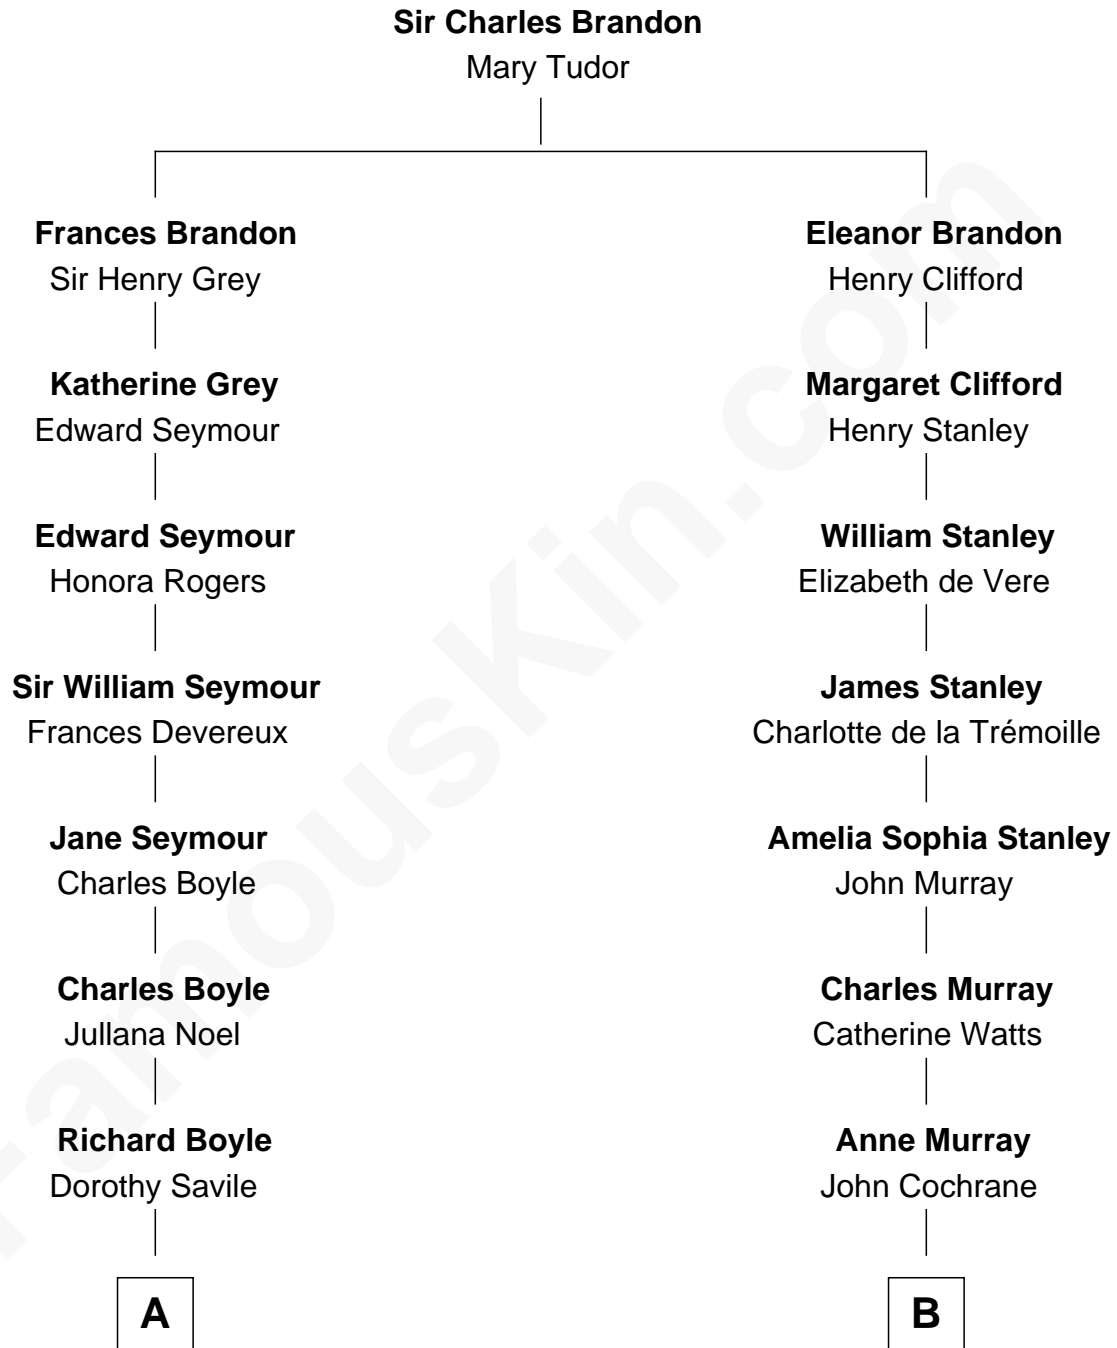 Sir Charles Brandon
Mary Tudor
Frances Brandon
Sir Henry Grey
Katherine Grey
Edward Seymour
Edward Seymour
Honora Rogers
Sir William Seymour
Frances Devereux
Jane Seymour
Charles Boyle
Charles Boyle
Jullana Noel
Richard Boyle
Dorothy Savile
A
Eleanor Brandon
Henry Clifford
Margaret Clifford
Henry Stanley
William Stanley
Elizabeth de Vere
James Stanley
Charlotte de la Trémoille
Amelia Sophia Stanley
John Murray
Charles Murray
Catherine Watts
Anne Murray
John Cochrane
B
FamousKin.com